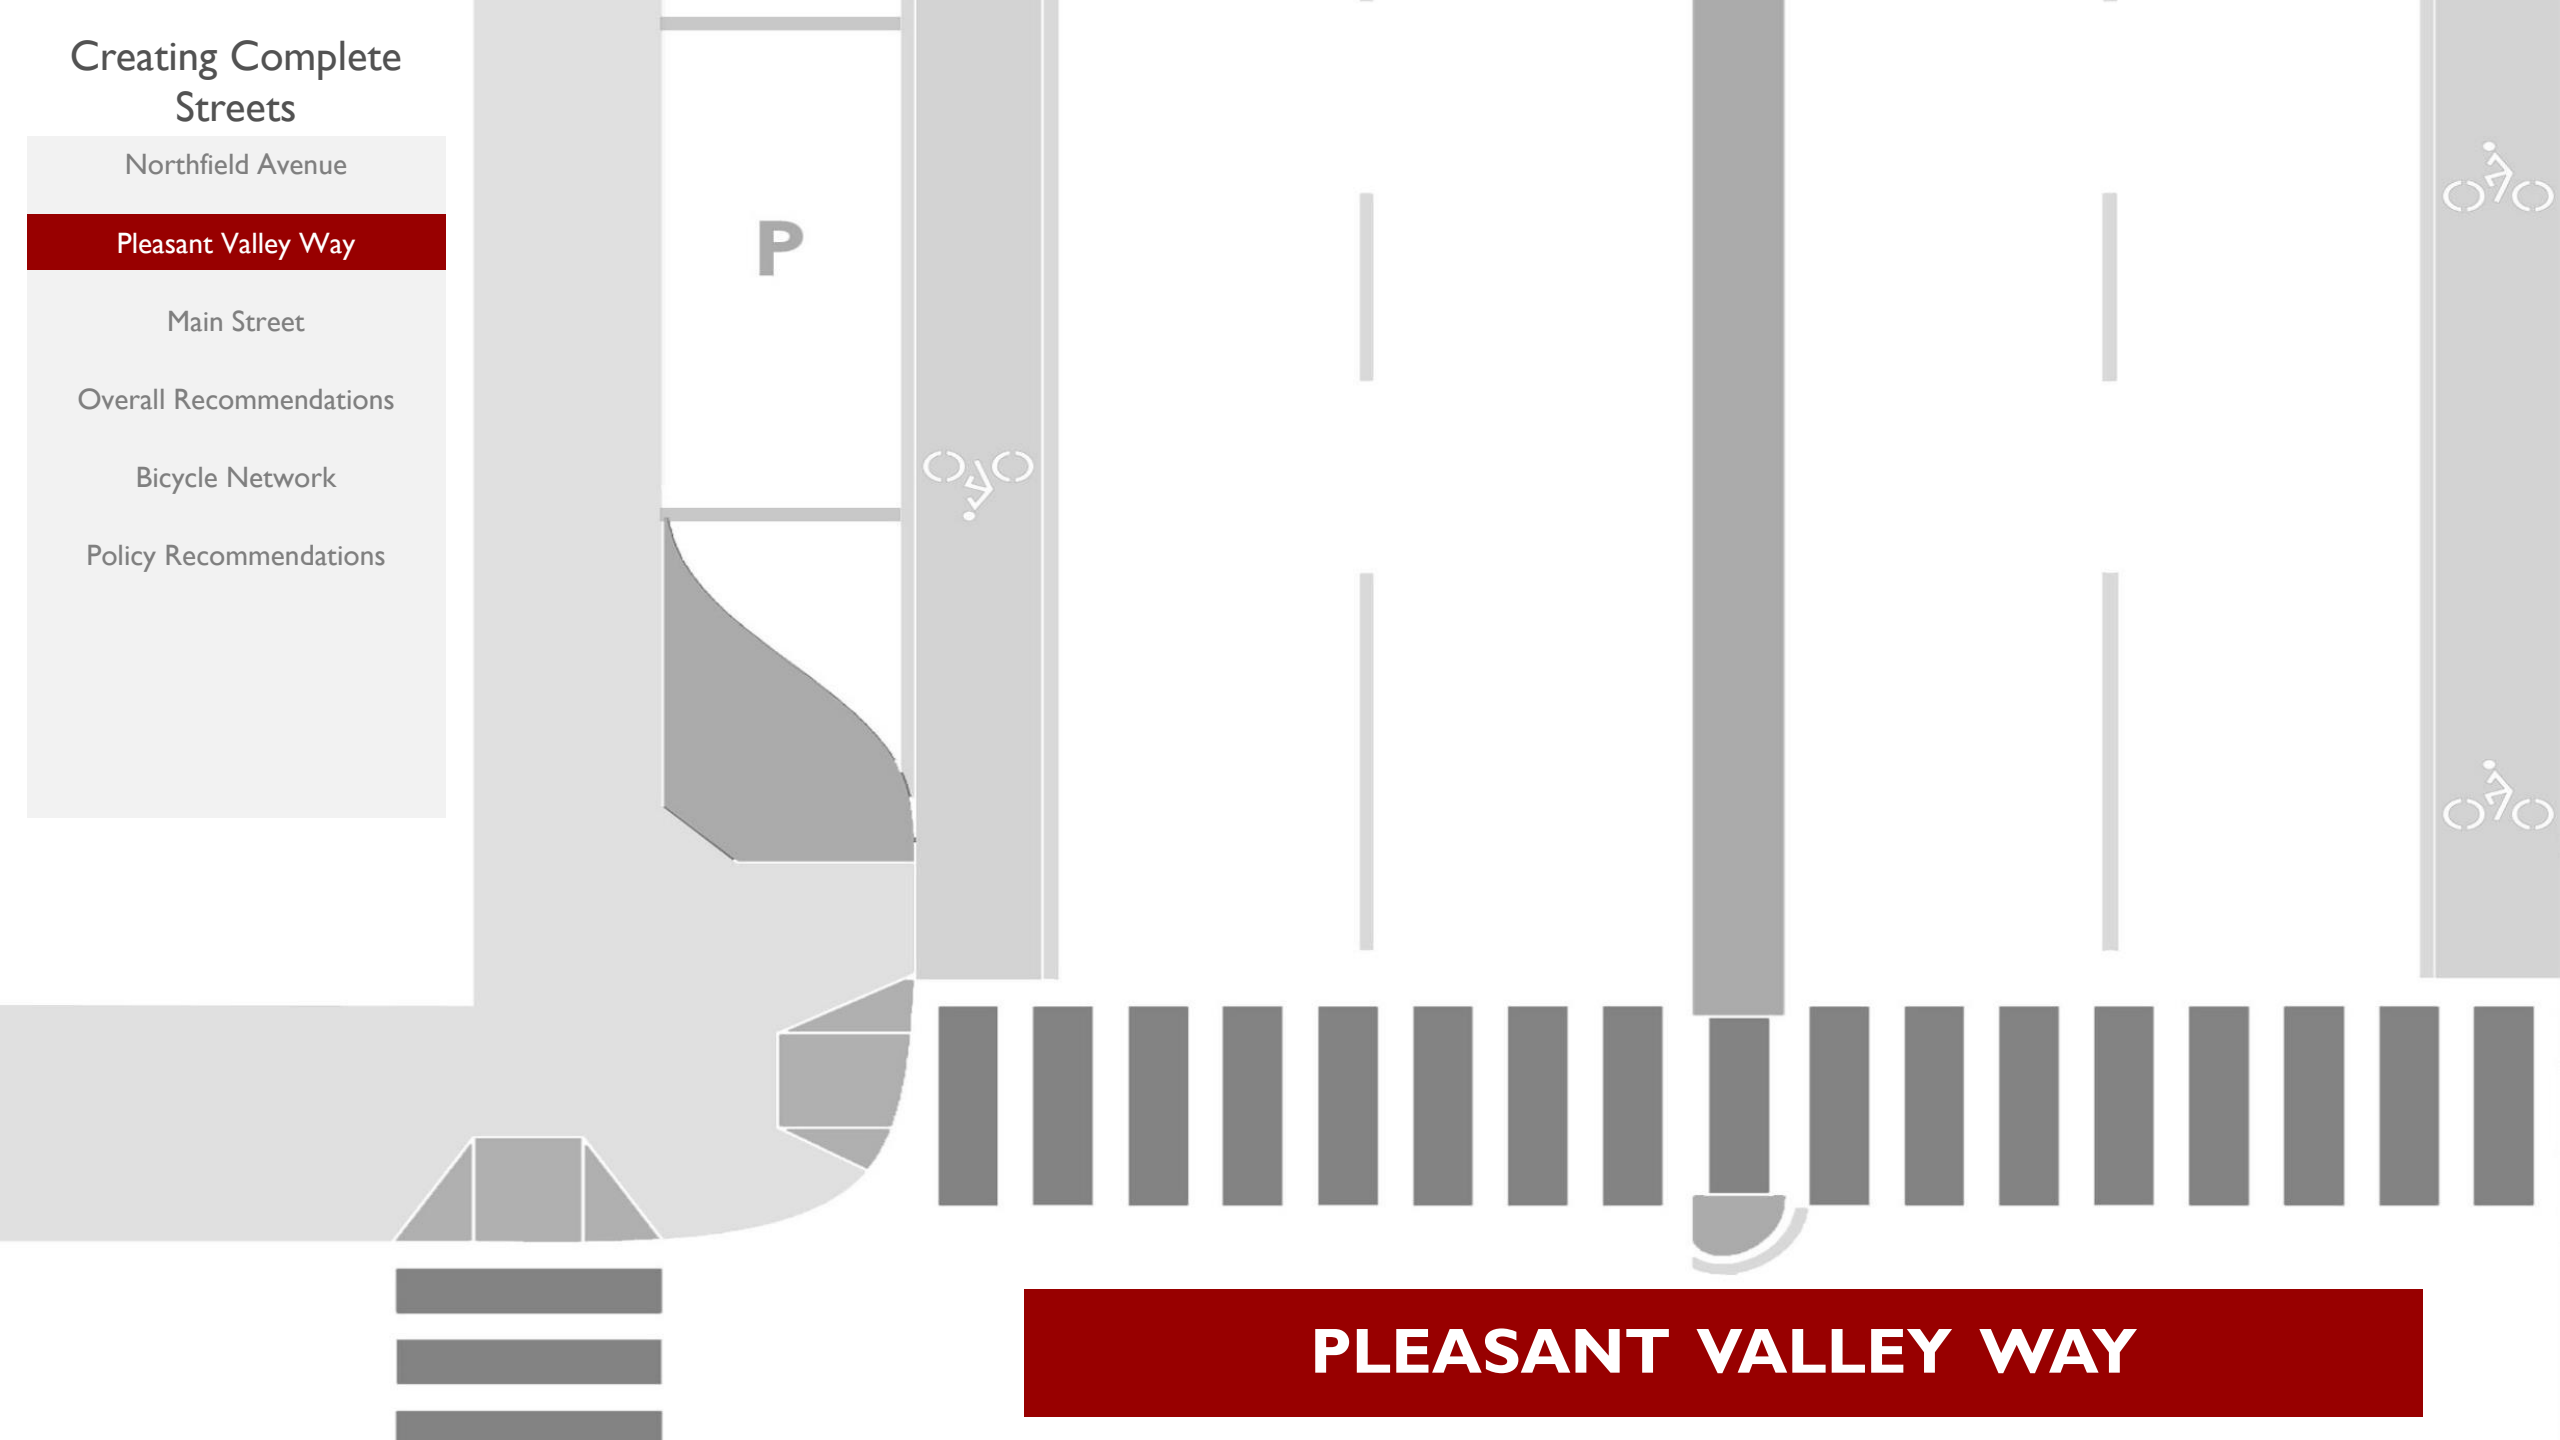 Creating Complete
Streets
Northfield Avenue
Pleasant Valley Way
Main Street
Overall Recommendations
Bicycle Network
Policy Recommendations
P
PLEASANT VALLEY WAY